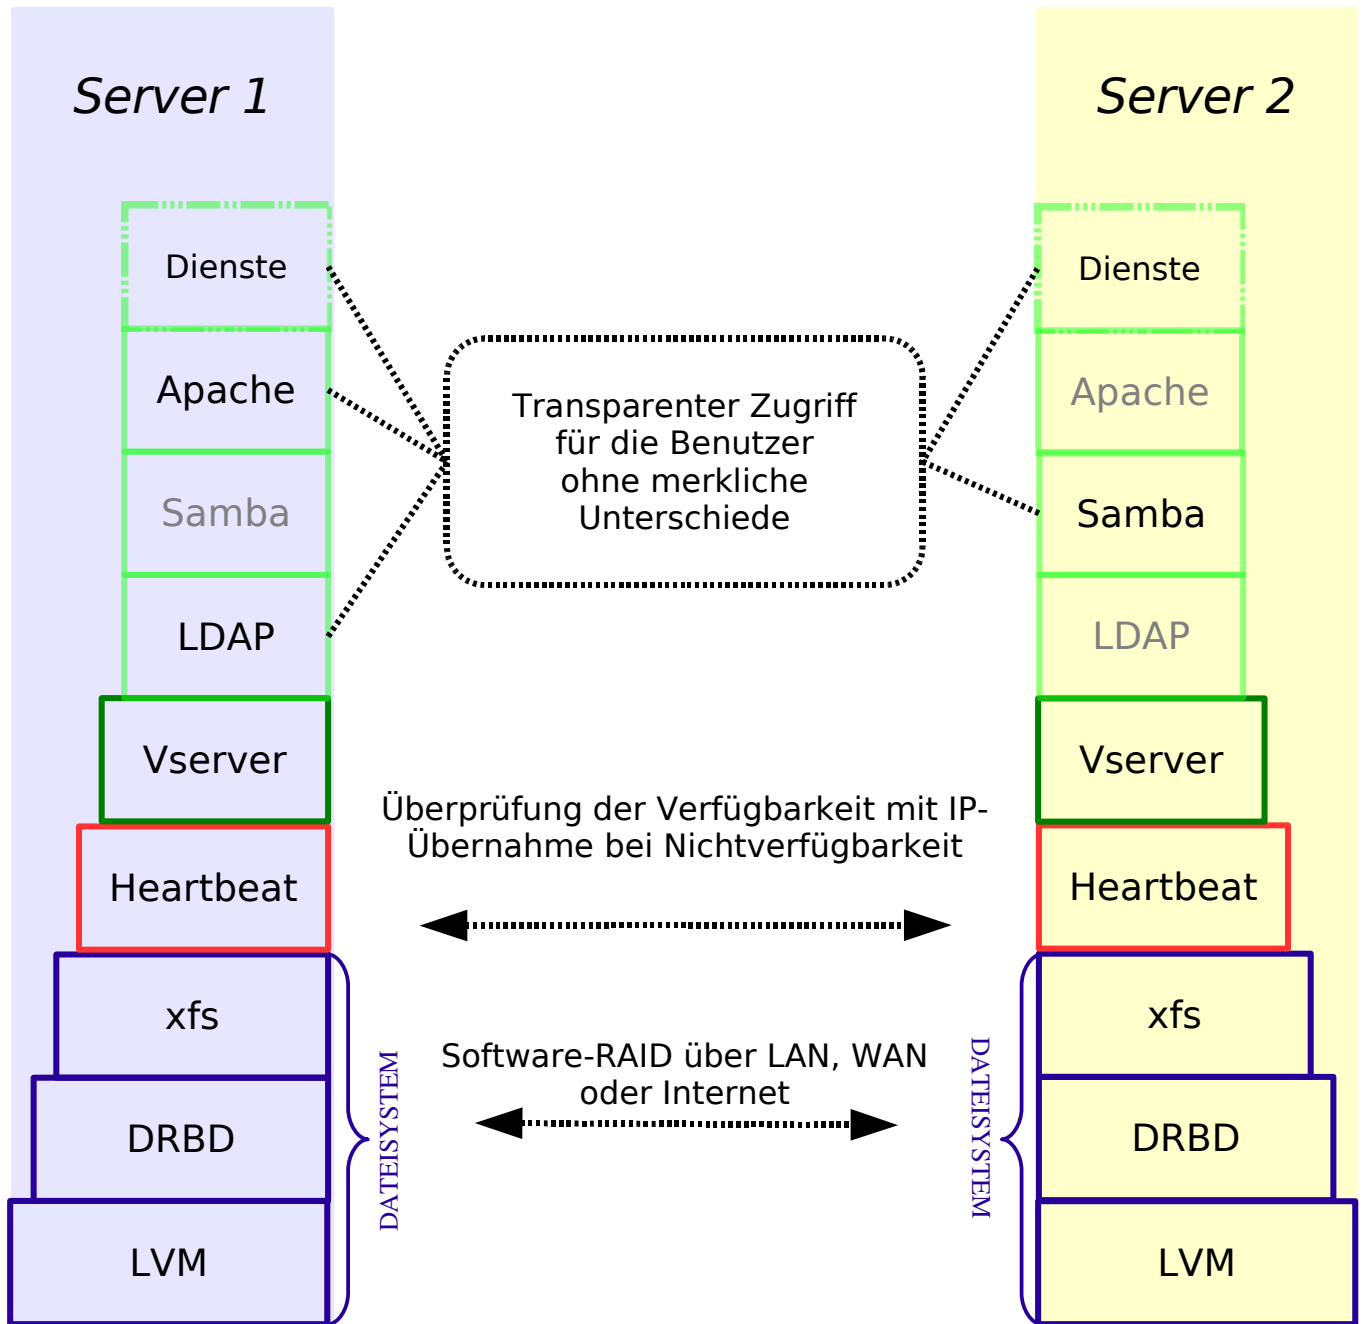 Server 1
Dienste
Apache
Samba
LDAP
Vserver
Heartbeat
xfs
DRBD
LVM
DATEISYSTEM
Transparenter Zugriff
für die Benutzer
ohne merkliche
Unterschiede
Überprüfung der Verfügbarkeit mit IP-
Übernahme bei Nichtverfügbarkeit
Software-RAID über LAN, WAN
oder Internet
Server 2
Dienste
Apache
Samba
LDAP
Vserver
Heartbeat
xfs
DRBD
LVM
DATEISYSTEM